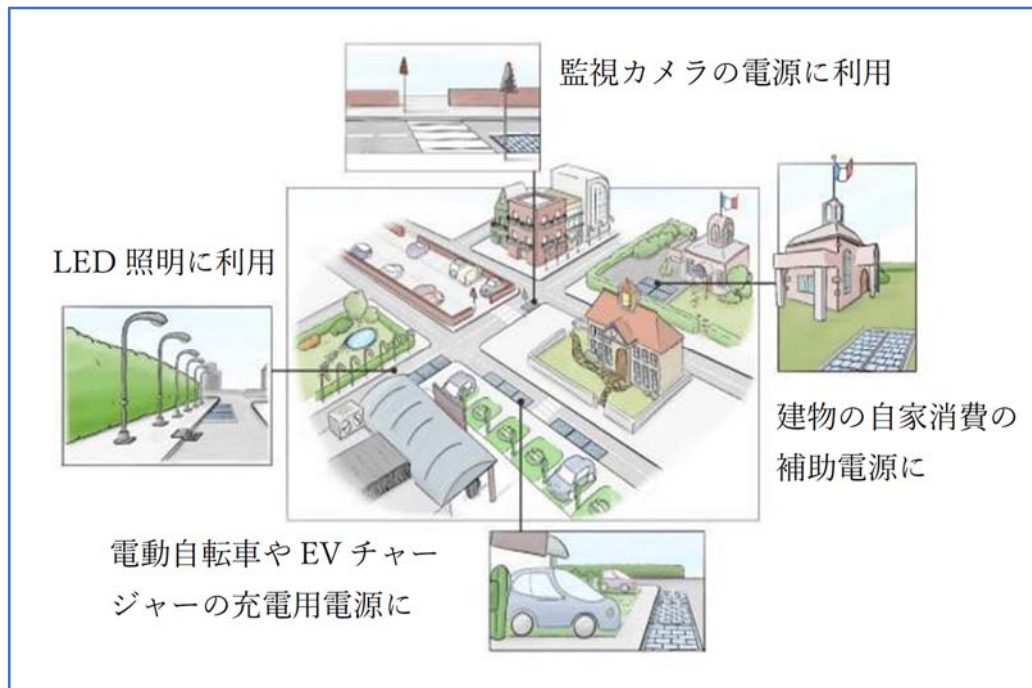 監視カメラの電源に利用
LED 照明に利用
建物の自家消費の
補助電源に
電動自転車や EV チャー
ジャーの充電用電源に